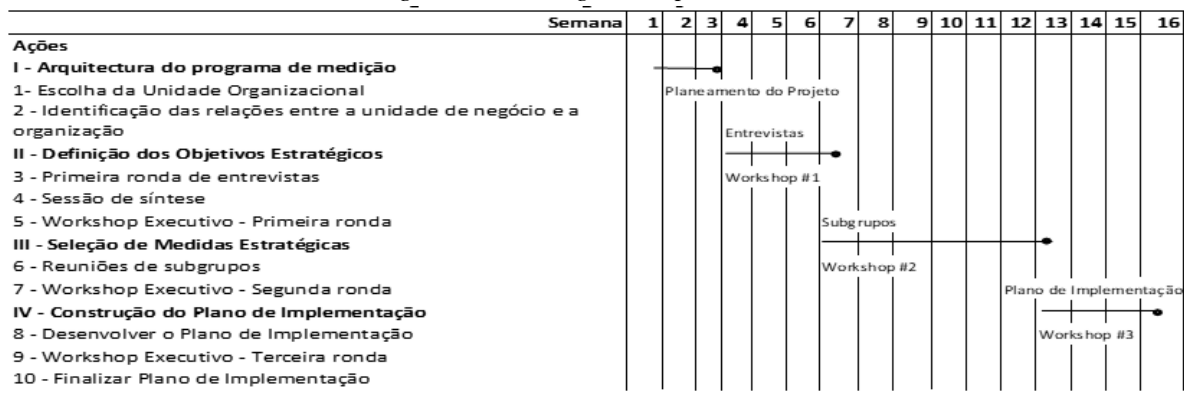 Semana 1 2 3 4 5 6 7 8 9 10 11 12 13 14 15 16
Ações
I - Arquitectura do programa de medição
1- Escolha da Unidade Organizacional Planeamento do Projeto
2 - Identificação das relações entre a unidade de negócio e a
organização Entrevistas
II - Definição dos Objetivos Estratégicos
3 - Primeira ronda de entrevistas Workshop #1
4 - Sessão de síntese
5 - Workshop Executivo - Primeira ronda Subgrupos
III - Seleção de Medidas Estratégicas
6 - Reuniões de subgrupos Workshop #2
7 - Workshop Executivo - Segunda ronda Plano de Implementação
IV - Construção do Plano de Implementação
8 - Desenvolver o Plano de Implementação Workshop #3
9 - Workshop Executivo - Terceira ronda
10 - Finalizar Plano de Implementação